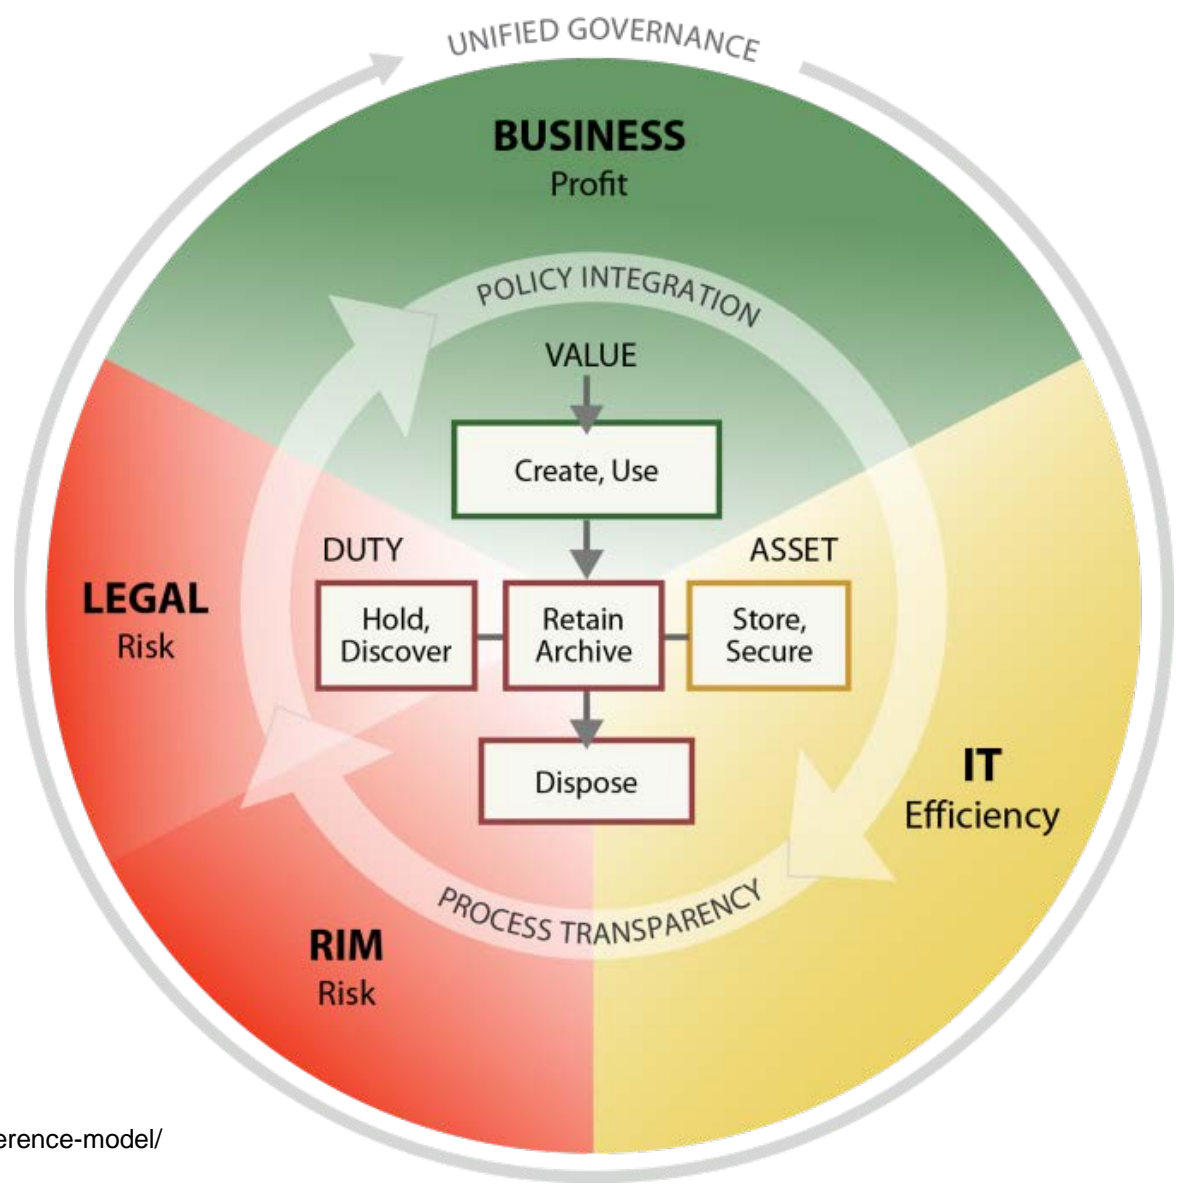 UNIFIED GOVERNANCE
BUSINESS
Profit
POLICY INTEGRATION
VALUE
Create, Use
DUTY
ASSET
LEGAL
Risk
Hold,
Discover
Retain
Archive
Store,
Secure
Dispose
IT
Efficiency
PROCESS TRANSPARENCY
RIM
Risk
erence-model/